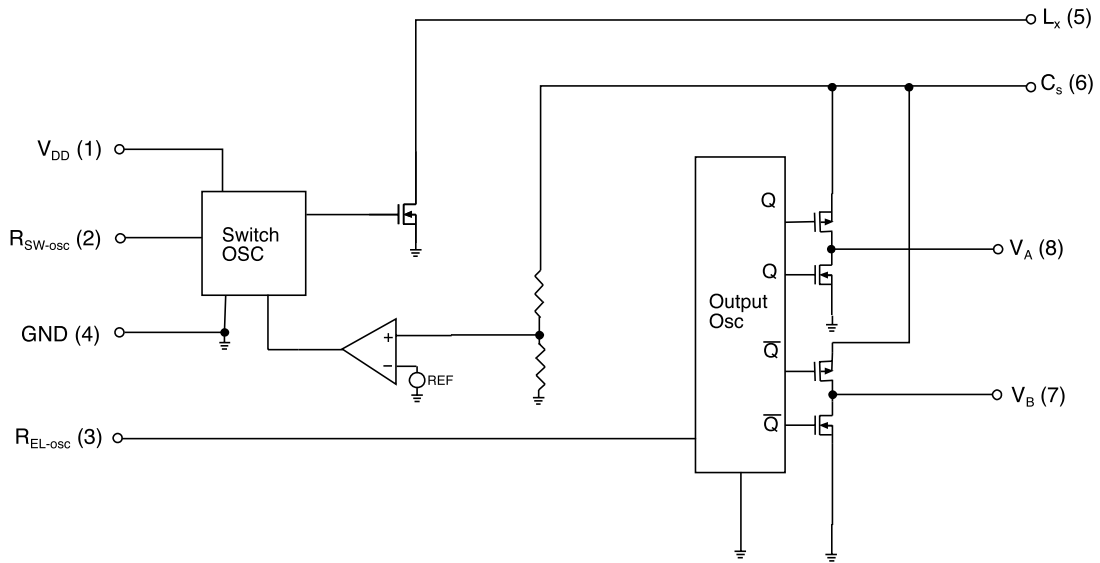 Lx (5)
Cs (6)
VDD (1)
Switch
OSC
RSW-osc (2)
GND (4)
+
−
REF
REL-osc (3)
Output
Osc
Q
Q
Q̅
Q̅
VA (8)
VB (7)